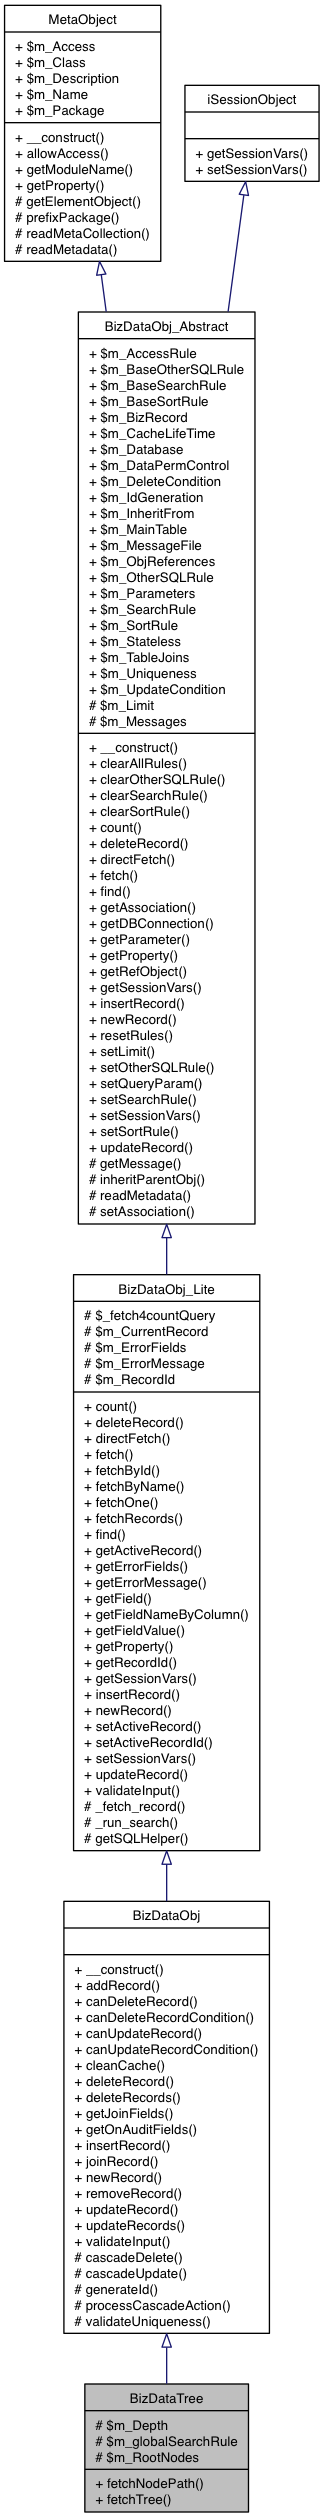 MetaObject
+ $m_Access
+ $m_Class
+ $m_Description
+ $m_Name
+ $m_Package
+ __construct()
+ allowAccess()
+ getModuleName()
+ getProperty()
# getElementObject()
# prefixPackage()
# readMetaCollection()
# readMetadata()
iSessionObject
+ getSessionVars()
+ setSessionVars()
BizDataObj_Abstract
+ $m_AccessRule
+ $m_BaseOtherSQLRule
+ $m_BaseSearchRule
+ $m_BaseSortRule
+ $m_BizRecord
+ $m_CacheLifeTime
+ $m_Database
+ $m_DataPermControl
+ $m_DeleteCondition
+ $m_IdGeneration
+ $m_InheritFrom
+ $m_MainTable
+ $m_MessageFile
+ $m_ObjReferences
+ $m_OtherSQLRule
+ $m_Parameters
+ $m_SearchRule
+ $m_SortRule
+ $m_Stateless
+ $m_TableJoins
+ $m_Uniqueness
+ $m_UpdateCondition
# $m_Limit
# $m_Messages
+ __construct()
+ clearAllRules()
+ clearOtherSQLRule()
+ clearSearchRule()
+ clearSortRule()
+ count()
+ deleteRecord()
+ directFetch()
+ fetch()
+ find()
+ getAssociation()
+ getDBConnection()
+ getParameter()
+ getProperty()
+ getRefObject()
+ getSessionVars()
+ insertRecord()
+ newRecord()
+ resetRules()
+ setLimit()
+ setOtherSQLRule()
+ setQueryParam()
+ setSearchRule()
+ setSessionVars()
+ setSortRule()
+ updateRecord()
# getMessage()
# inheritParentObj()
# readMetadata()
# setAssociation()
BizDataObj_Lite
# $_fetch4countQuery
# $m_CurrentRecord
# $m_ErrorFields
# $m_ErrorMessage
# $m_RecordId
+ count()
+ deleteRecord()
+ directFetch()
+ fetch()
+ fetchById()
+ fetchByName()
+ fetchOne()
+ fetchRecords()
+ find()
+ getActiveRecord()
+ getErrorFields()
+ getErrorMessage()
+ getField()
+ getFieldNameByColumn()
+ getFieldValue()
+ getProperty()
+ getRecordId()
+ getSessionVars()
+ insertRecord()
+ newRecord()
+ setActiveRecord()
+ setActiveRecordId()
+ setSessionVars()
+ updateRecord()
+ validateInput()
# _fetch_record()
# _run_search()
# getSQLHelper()
BizDataObj
+ __construct()
+ addRecord()
+ canDeleteRecord()
+ canDeleteRecordCondition()
+ canUpdateRecord()
+ canUpdateRecordCondition()
+ cleanCache()
+ deleteRecord()
+ deleteRecords()
+ getJoinFields()
+ getOnAuditFields()
+ insertRecord()
+ joinRecord()
+ newRecord()
+ removeRecord()
+ updateRecord()
+ updateRecords()
+ validateInput()
# cascadeDelete()
# cascadeUpdate()
# generateId()
# processCascadeAction()
# validateUniqueness()
BizDataTree
# $m_Depth
# $m_globalSearchRule
# $m_RootNodes
+ fetchNodePath()
+ fetchTree()